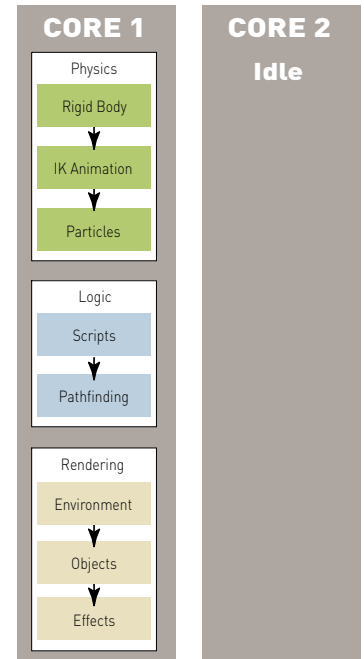 CORE 1
Physics
Rigid Body
IK Animation
Particles
Logic
Scripts
Pathfinding
Rendering
Environment
Objects
Effects
CORE 2
Idle